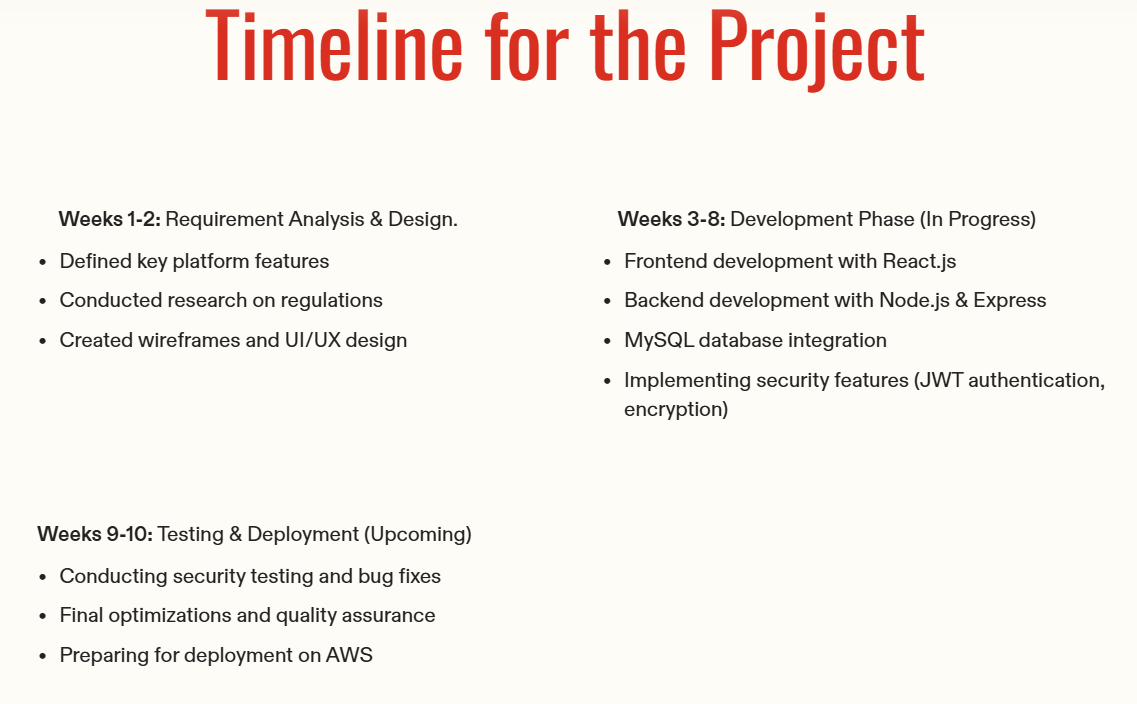 Timeline for the Project
Weeks 1-2: Requirement Analysis & Design.
• Defined key platform features
• Conducted research on regulations
• Created wireframes and UI/UX design
Weeks 3-8: Development Phase (In Progress)
• Frontend development with React.js
• Backend development with Node.js & Express
• MySQL database integration
• Implementing security features (JWT authentication,
encryption)
Weeks 9-10: Testing & Deployment (Upcoming)
• Conducting security testing and bug fixes
• Final optimizations and quality assurance
• Preparing for deployment on AWS